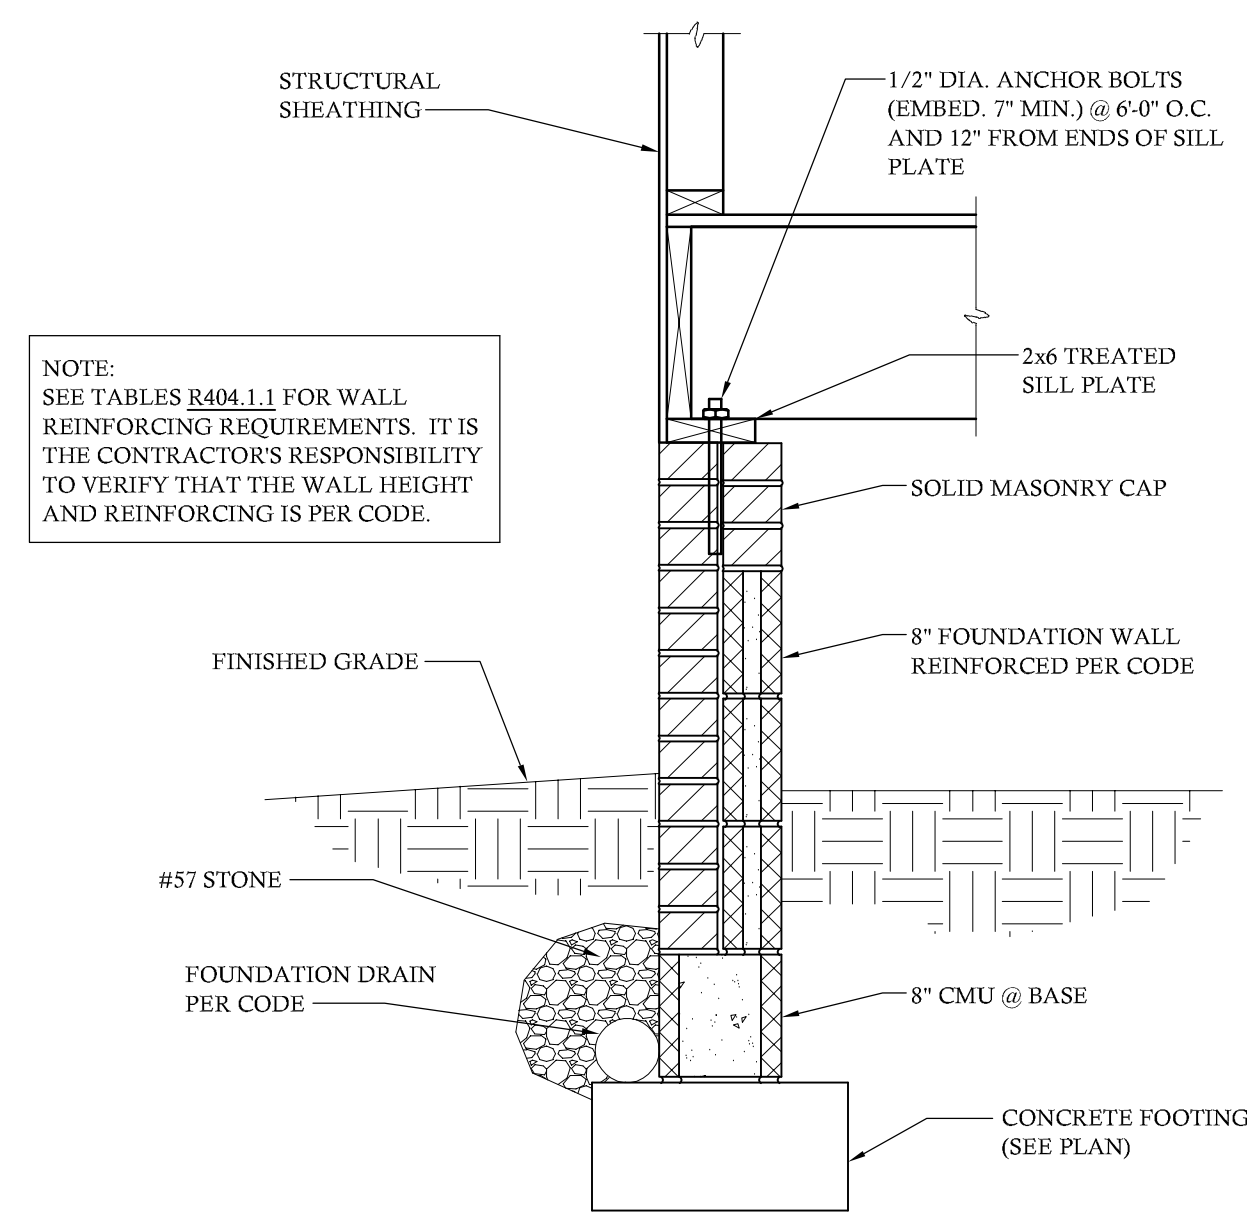 STRUCTURAL
SHEATHING
1/2" DIA. ANCHOR BOLTS
(EMBED. 7" MIN.) @ 6'-0" O.C.
AND 12" FROM ENDS OF SILL
PLATE
NOTE:
SEE TABLES R404.1.1 FOR WALL
REINFORCING REQUIREMENTS. IT IS
THE CONTRACTOR'S RESPONSIBILITY
TO VERIFY THAT THE WALL HEIGHT
AND REINFORCING IS PER CODE.
2x6 TREATED
SILL PLATE
SOLID MASONRY CAP
8" FOUNDATION WALL
REINFORCED PER CODE
FINISHED GRADE
#57 STONE
FOUNDATION DRAIN
PER CODE
8" CMU @ BASE
CONCRETE FOOTING
(SEE PLAN)